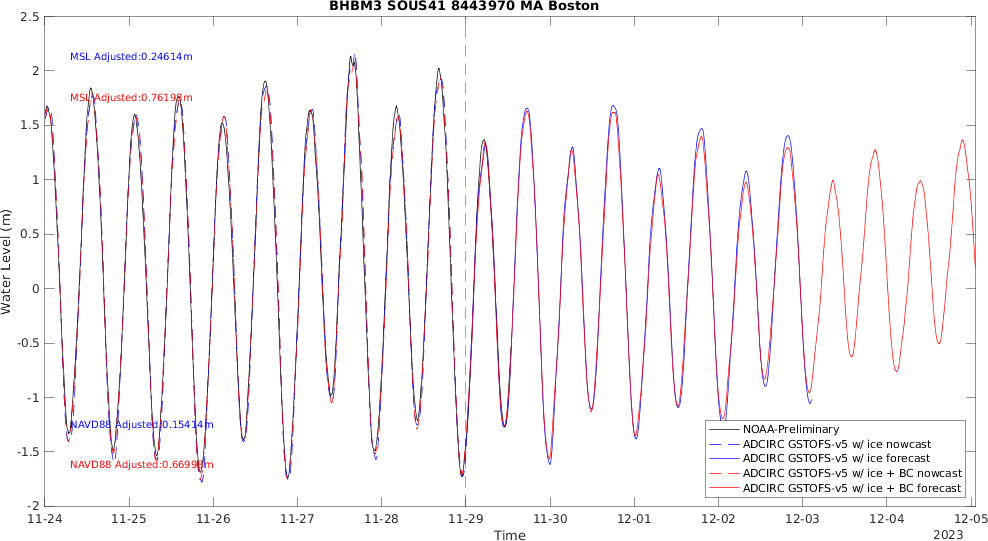 BHBM3 SOUS41 8443970 MA Boston
2.5
2
1.5
1
0.5
0
-0.5
-1
-1.5
-2
Water Level (m)
MSL Adjusted:0.24614m
MSL Adjusted:0.76198m
NAVD88 Adjusted:0.15414m
NAVD88 Adjusted:0.66998m
NOAA-Preliminary
ADCIRC GSTOFS-v5 w/ ice nowcast
ADCIRC GSTOFS-v5 w/ ice forecast
ADCIRC GSTOFS-v5 w/ ice + BC nowcast
ADCIRC GSTOFS-v5 w/ ice + BC forecast
11-24 11-25 11-26 11-27 11-28 11-29 11-30 12-01 12-02 12-03 12-04 12-05
Time
2023